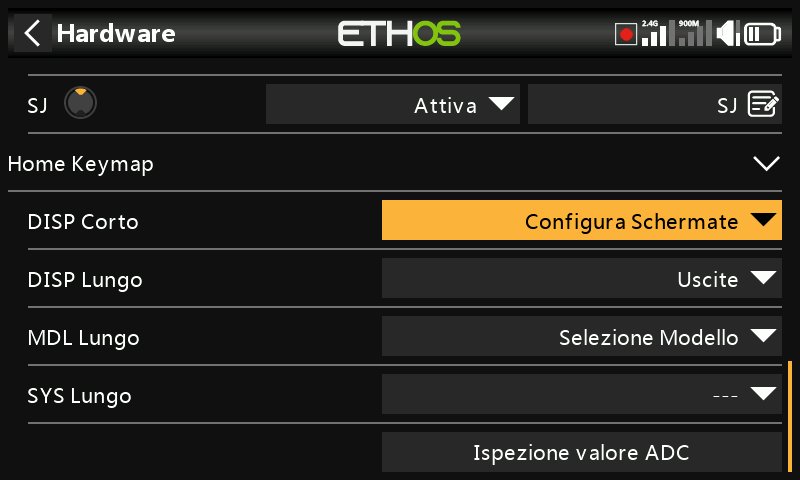 Hardware ETHOS 2.4G 900M
SJ Attiva SJ
Home Keymap
DISP Corto Configura Schermate
DISP Lungo Uscite
MDL Lungo Selezione Modello
SYS Lungo ---
Ispezione valore ADC